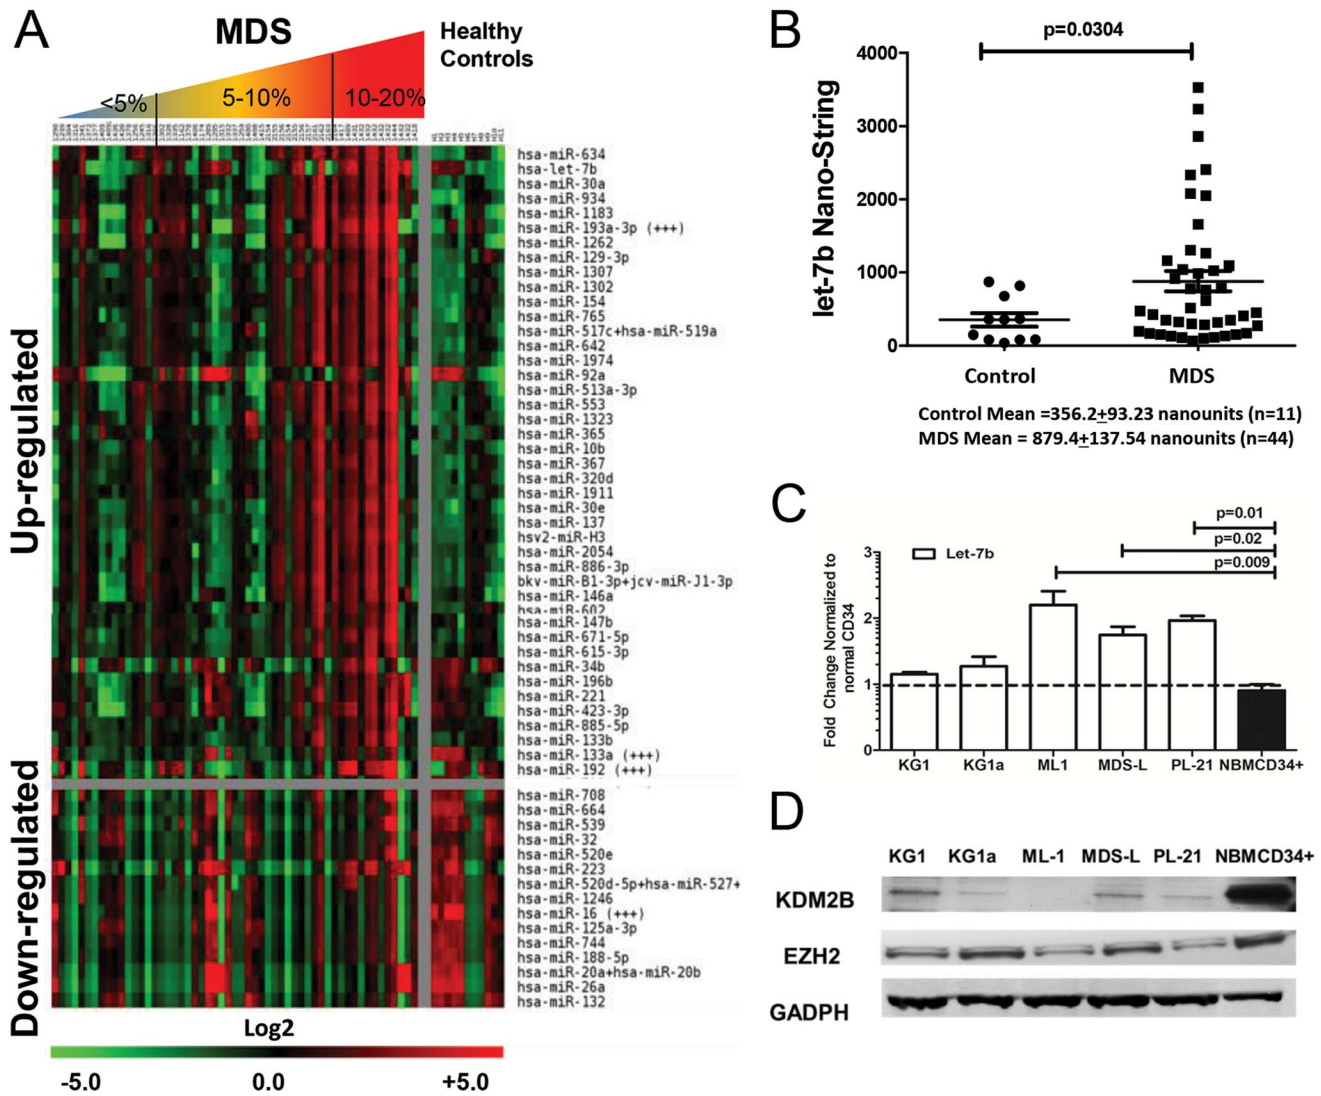 A
MDS
Healthy
Controls
<5%
5-10%
10-20%
Up-regulated
hsa-miR-634
hsa-let-7b
hsa-miR-30a
hsa-miR-934
hsa-miR-1183
hsa-miR-193a-3p (+++)
hsa-miR-1262
hsa-miR-129-3p
hsa-miR-1307
hsa-miR-1302
hsa-miR-154
hsa-miR-765
hsa-miR-517c+hsa-miR-519a
hsa-miR-642
hsa-miR-1974
hsa-miR-92a
hsa-miR-513a-3p
hsa-miR-553
hsa-miR-1323
hsa-miR-365
hsa-miR-10b
hsa-miR-367
hsa-miR-320d
hsa-miR-1911
hsa-miR-30e
hsa-miR-137
hsv2-miR-H3
hsa-miR-2054
hsa-miR-886-3p
bkv-miR-B1-3p+jcv-miR-J1-3p
hsa-miR-146a
hsa-miR-602
hsa-miR-147b
hsa-miR-671-5p
hsa-miR-615-3p
hsa-miR-34b
hsa-miR-196b
hsa-miR-221
hsa-miR-423-3p
hsa-miR-885-5p
hsa-miR-133b
hsa-miR-133a (+++)
hsa-miR-192 (+++)
Down-regulated
hsa-miR-708
hsa-miR-664
hsa-miR-539
hsa-miR-32
hsa-miR-520e
hsa-miR-223
hsa-miR-520d-5p+hsa-miR-527+
hsa-miR-1246
hsa-miR-16 (+++)
hsa-miR-125a-3p
hsa-miR-744
hsa-miR-188-5p
hsa-miR-20a+hsa-miR-20b
hsa-miR-26a
hsa-miR-132
Log2
-5.0 0.0 +5.0
B
p=0.0304
let-7b Nano-String
4000
3000
2000
1000
0
Control MDS
Control Mean =356.2+93.23 nanounits (n=11)
MDS Mean = 879.4+137.54 nanounits (n=44)
C
p=0.01
p=0.02
p=0.009
Let-7b
Fold Change Normalized to
normal CD34
3
2
1
0
KG1 KG1a ML1 MDS-L PL-21 NBMCD34+
D
KG1 KG1a ML-1 MDS-L PL-21 NBMCD34+
KDM2B
EZH2
GADPH